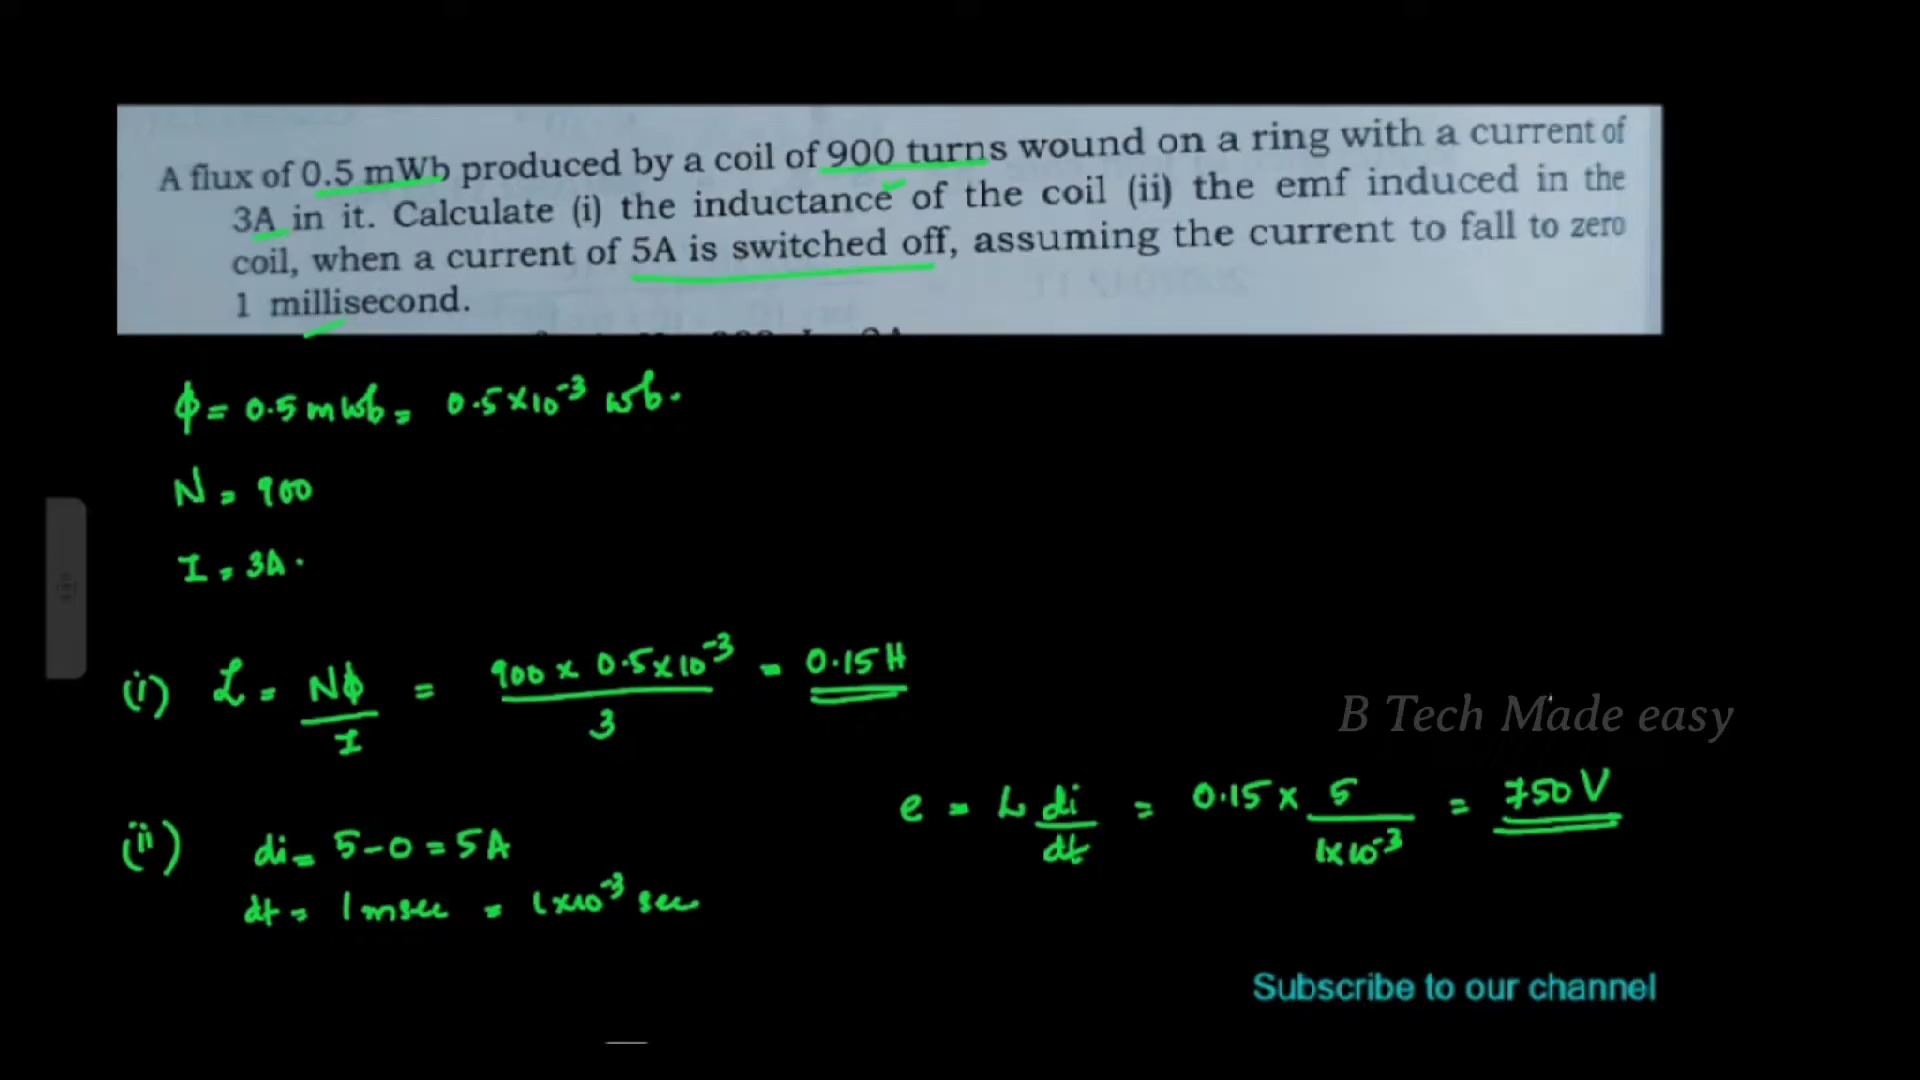 A flux of 0.5 mWb produced by a coil of 900 turns wound on a ring with a current of
3A in it. Calculate (i) the inductance of the coil (ii) the emf induced in the
coil, when a current of 5A is switched off, assuming the current to fall to zero
1 millisecond.
ϕ = 0.5 mWb = 0.5×10⁻³ wb.
N = 900
I = 3A.
(i) L = Nϕ/I = 900 × 0.5×10⁻³/3 = 0.15 H
B Tech Made easy
(ii) di = 5-0 = 5A
dt = 1 msec = 1×10⁻³ sec
e = L di/dt = 0.15 × 5/1×10⁻³ = 750 V
Subscribe to our channel